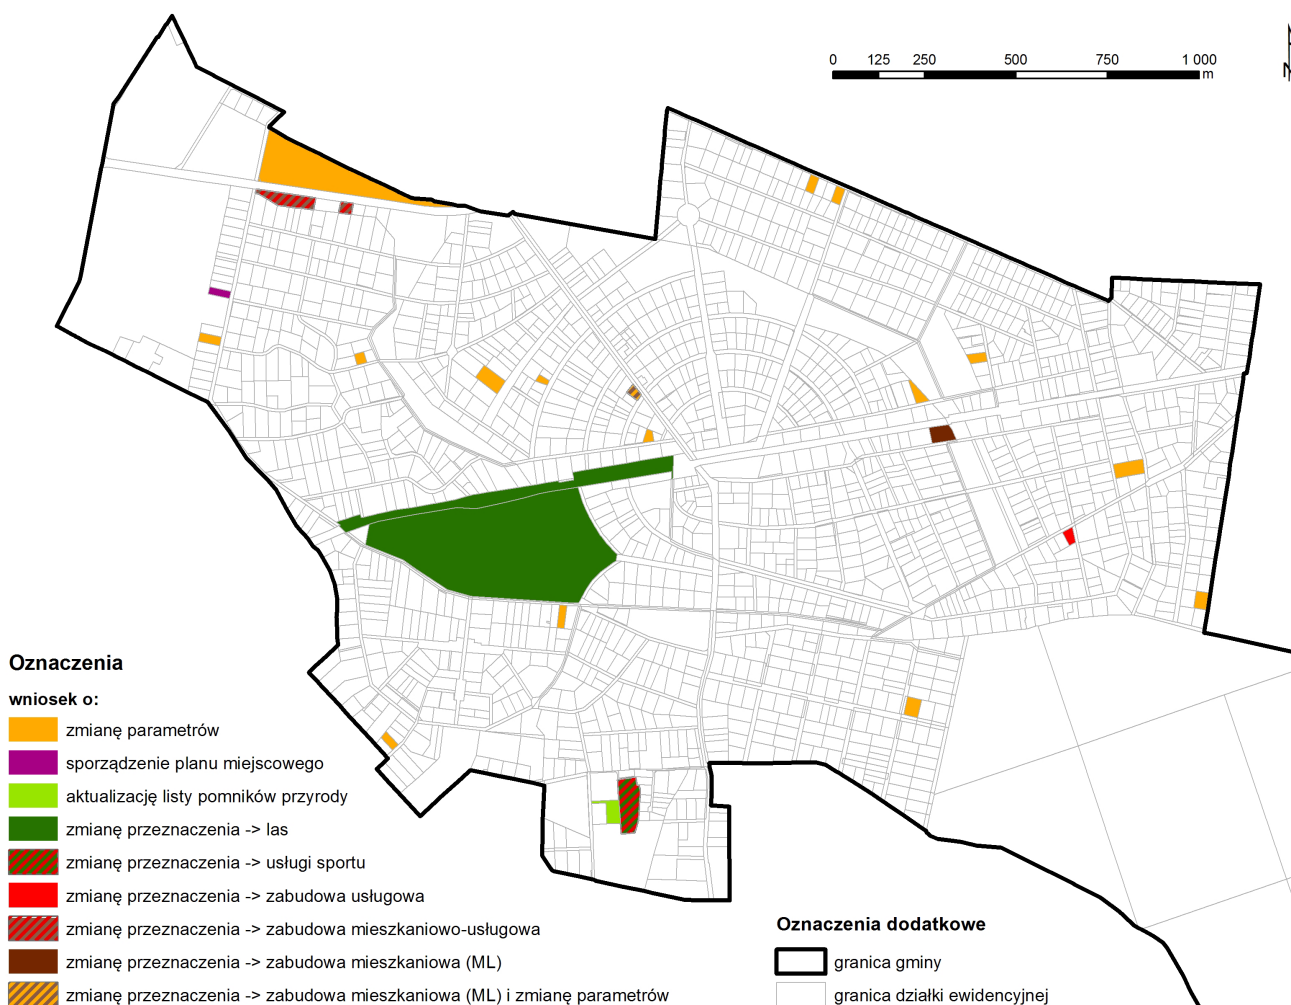 0 125 250 500 750 1 000
m
Oznaczenia
wniosek o:
zmianę parametrów
sporządzenie planu miejscowego
aktualizację listy pomników przyrody
zmianę przeznaczenia -> las
zmianę przeznaczenia -> usługi sportu
zmianę przeznaczenia -> zabudowa usługowa
zmianę przeznaczenia -> zabudowa mieszkaniowo-usługowa
zmianę przeznaczenia -> zabudowa mieszkaniowa (ML)
zmianę przeznaczenia -> zabudowa mieszkaniowa (ML) i zmianę parametrów
Oznaczenia dodatkowe
granica gminy
granica działki ewidencyjnej